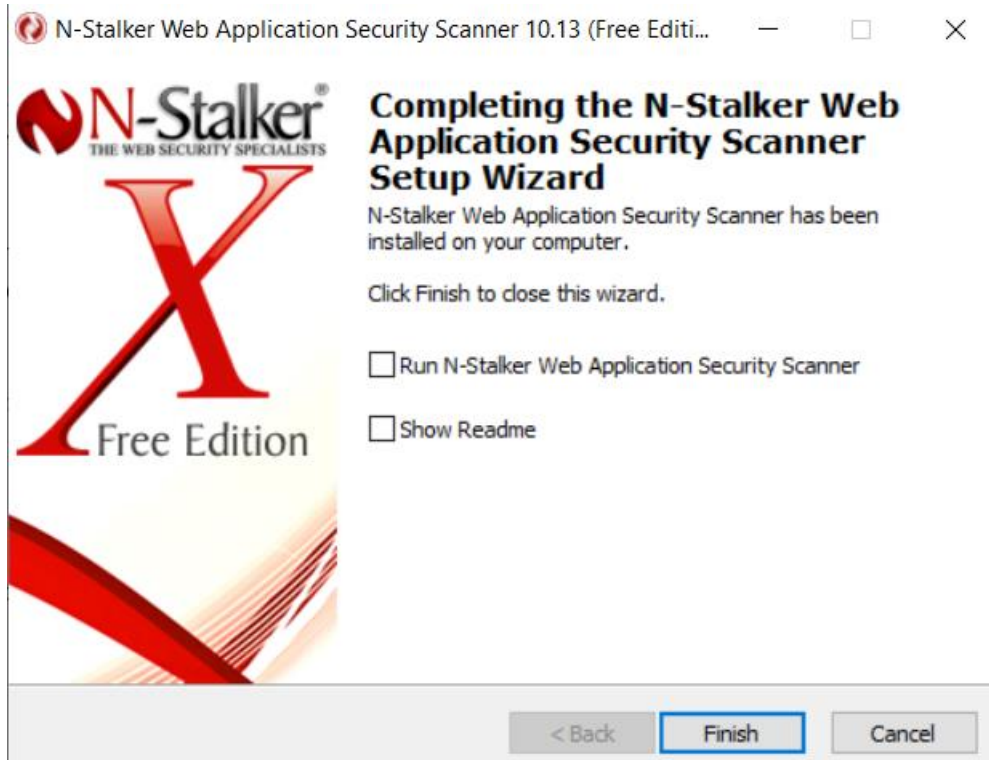 N-Stalker Web Application Security Scanner 10.13 (Free Editi...
N-Stalker®
THE WEB SECURITY SPECIALISTS
X
Free Edition
Completing the N-Stalker Web
Application Security Scanner
Setup Wizard
N-Stalker Web Application Security Scanner has been
installed on your computer.
Click Finish to close this wizard.
Run N-Stalker Web Application Security Scanner
Show Readme
< Back
Finish
Cancel